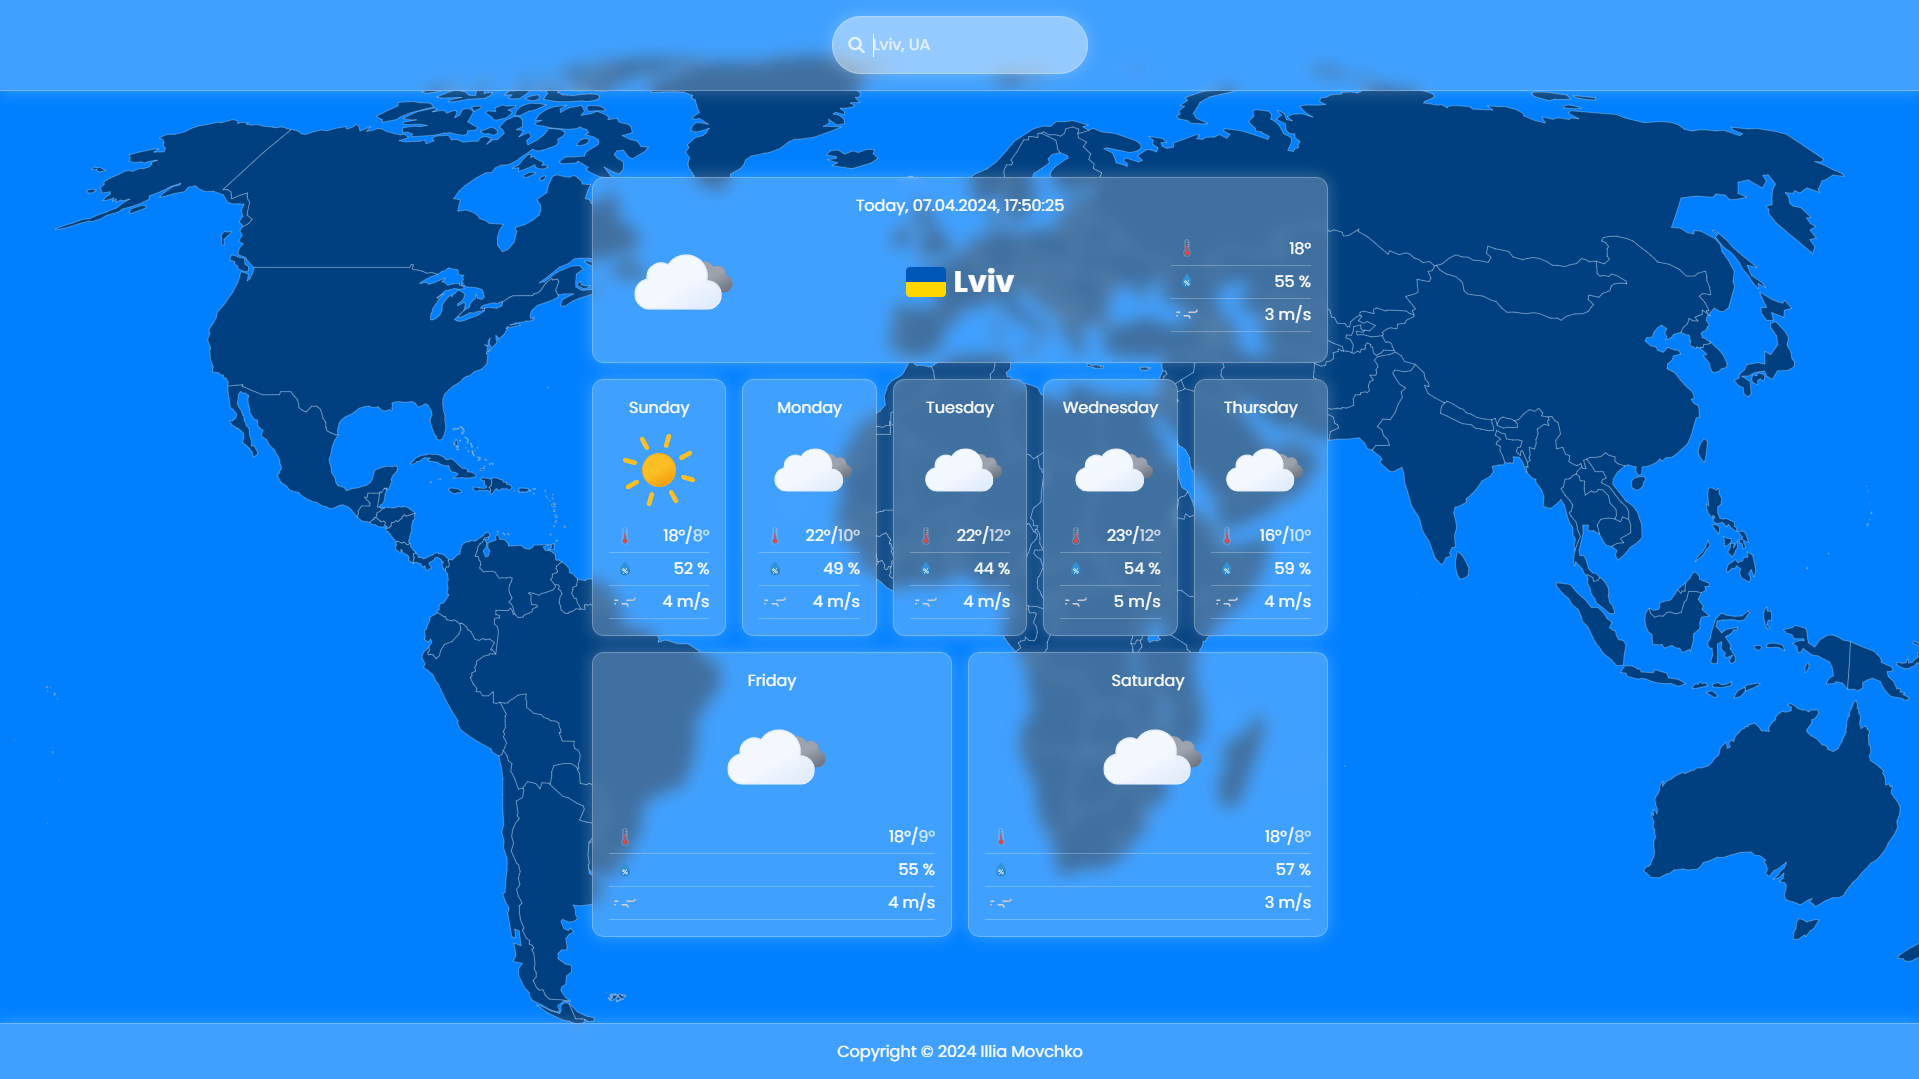 Lviv, UA
Today, 07.04.2024, 17:50:25
Lviv
18°
55 %
3 m/s
Sunday
18°/8°
52 %
4 m/s
Monday
22°/10°
49 %
4 m/s
Tuesday
22°/12°
44 %
4 m/s
Wednesday
23°/12°
54 %
5 m/s
Thursday
16°/10°
59 %
4 m/s
Friday
18°/9°
55 %
4 m/s
Saturday
18°/8°
57 %
3 m/s
Copyright © 2024 Illia Movchko